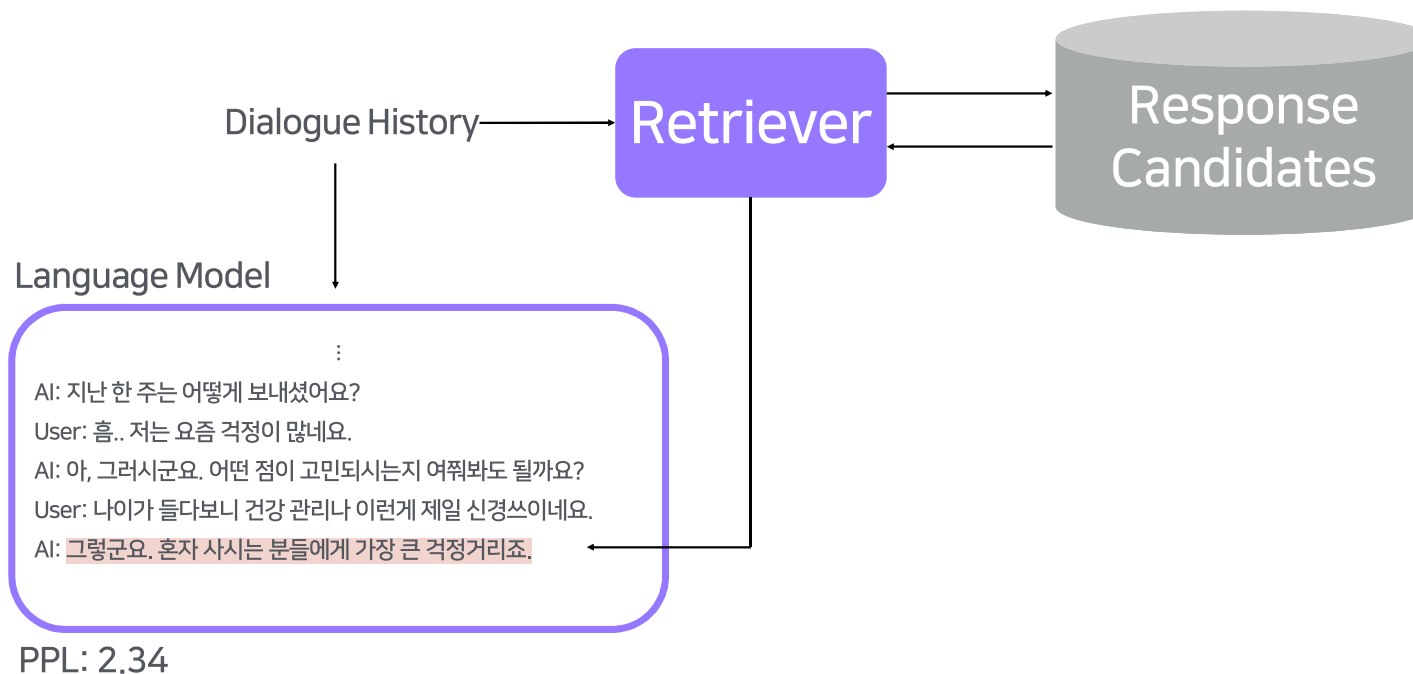 Dialogue History
Retriever
Response
Candidates
Language Model
⋮
AI: 지난 한 주는 어떻게 보내셨어요?
User: 흠.. 저는 요즘 걱정이 많네요.
AI: 아, 그러시군요. 어떤 점이 고민되시는지 여쭤봐도 될까요?
User: 나이가 들다보니 건강 관리나 이런게 제일 신경쓰이네요.
AI: 그렇군요. 혼자 사시는 분들에게 가장 큰 걱정거리죠.
PPL: 2.34